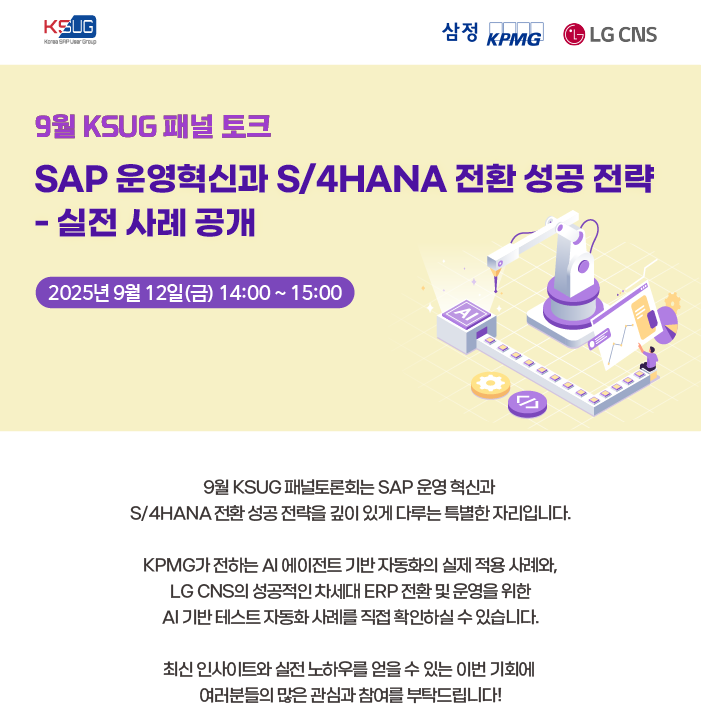 KSUG
Korea SAP User Group
삼정 KPMG
LG CNS
9월 KSUG 패널 토크
SAP 운영혁신과 S/4HANA 전환 성공 전략
- 실전 사례 공개
2025년 9월 12일(금) 14:00 ~ 15:00
AI
</>
9월 KSUG 패널토론회는 SAP 운영 혁신과
S/4HANA 전환 성공 전략을 깊이 있게 다루는 특별한 자리입니다.
KPMG가 전하는 AI 에이전트 기반 자동화의 실제 적용 사례와,
LG CNS의 성공적인 차세대 ERP 전환 및 운영을 위한
AI 기반 테스트 자동화 사례를 직접 확인하실 수 있습니다.
최신 인사이트와 실전 노하우를 얻을 수 있는 이번 기회에
여러분들의 많은 관심과 참여를 부탁드립니다!